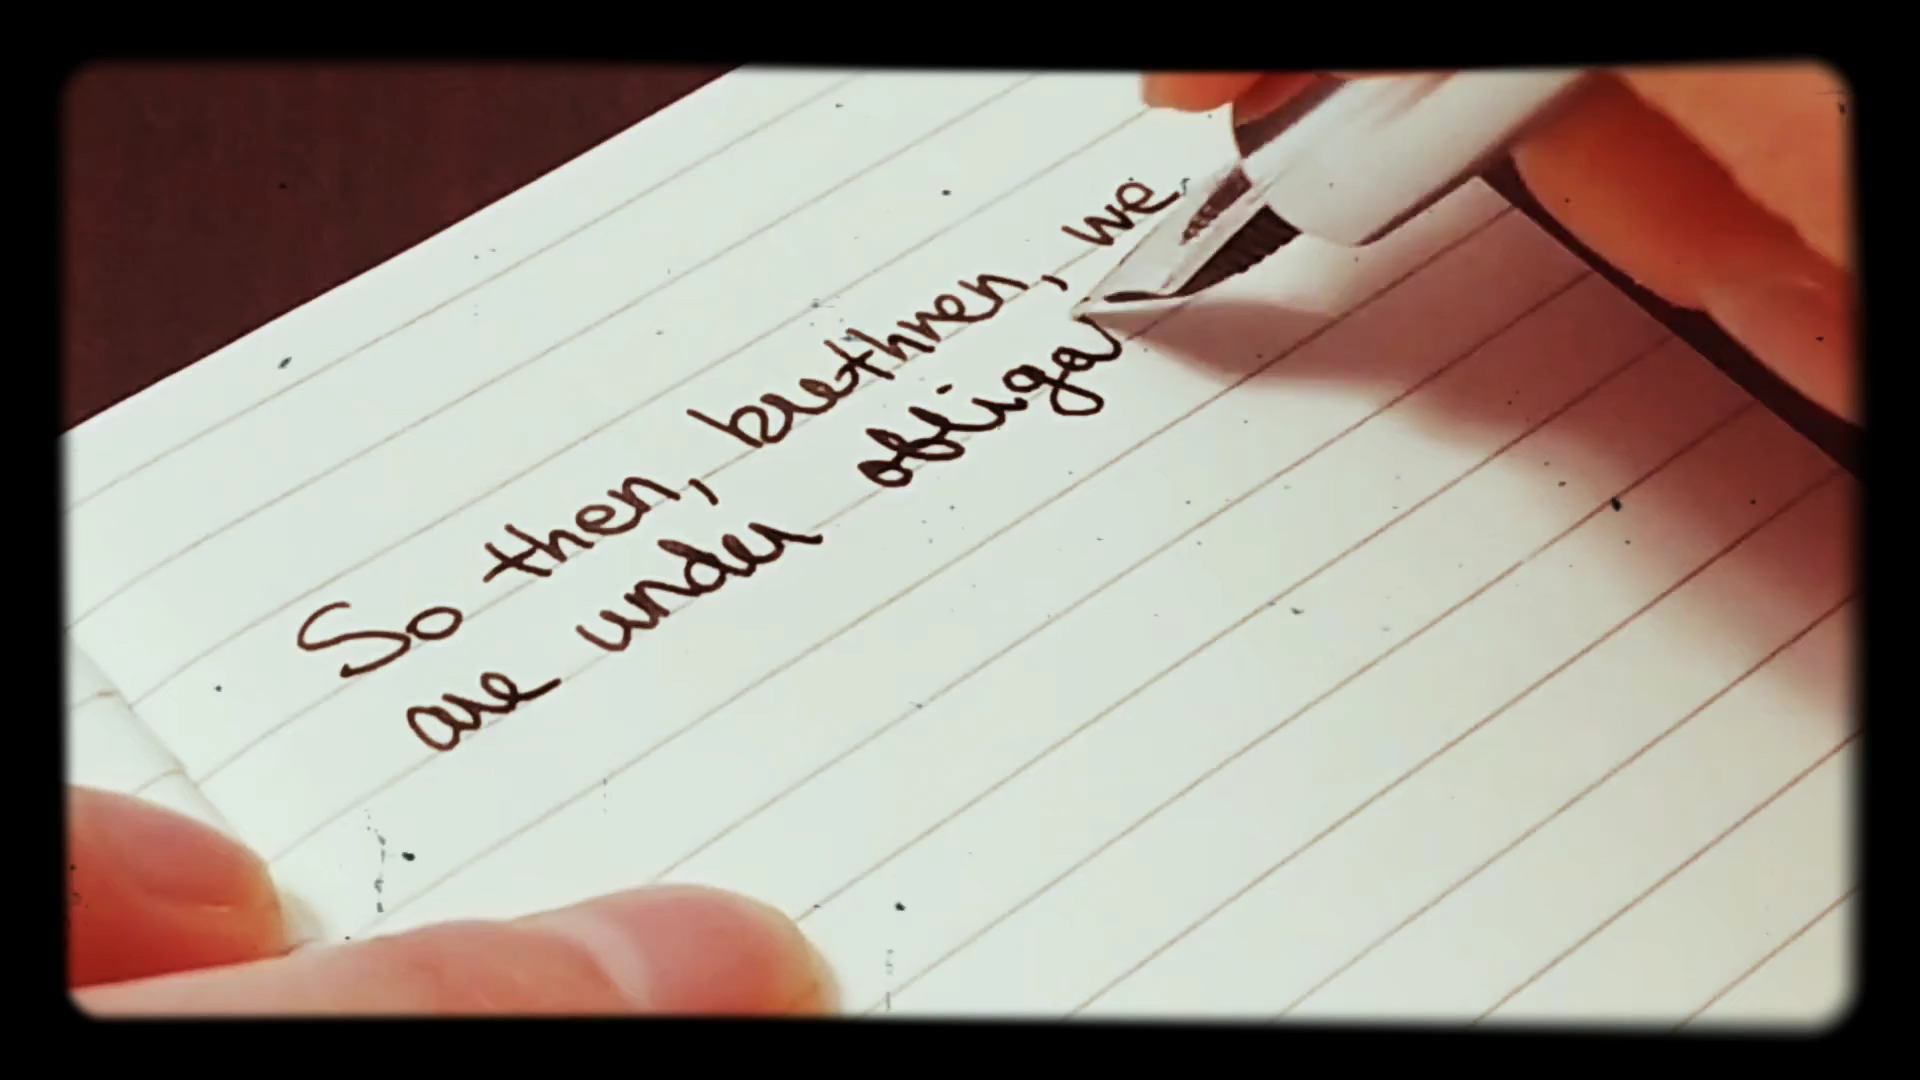 So then, brethren, we
are under obliga